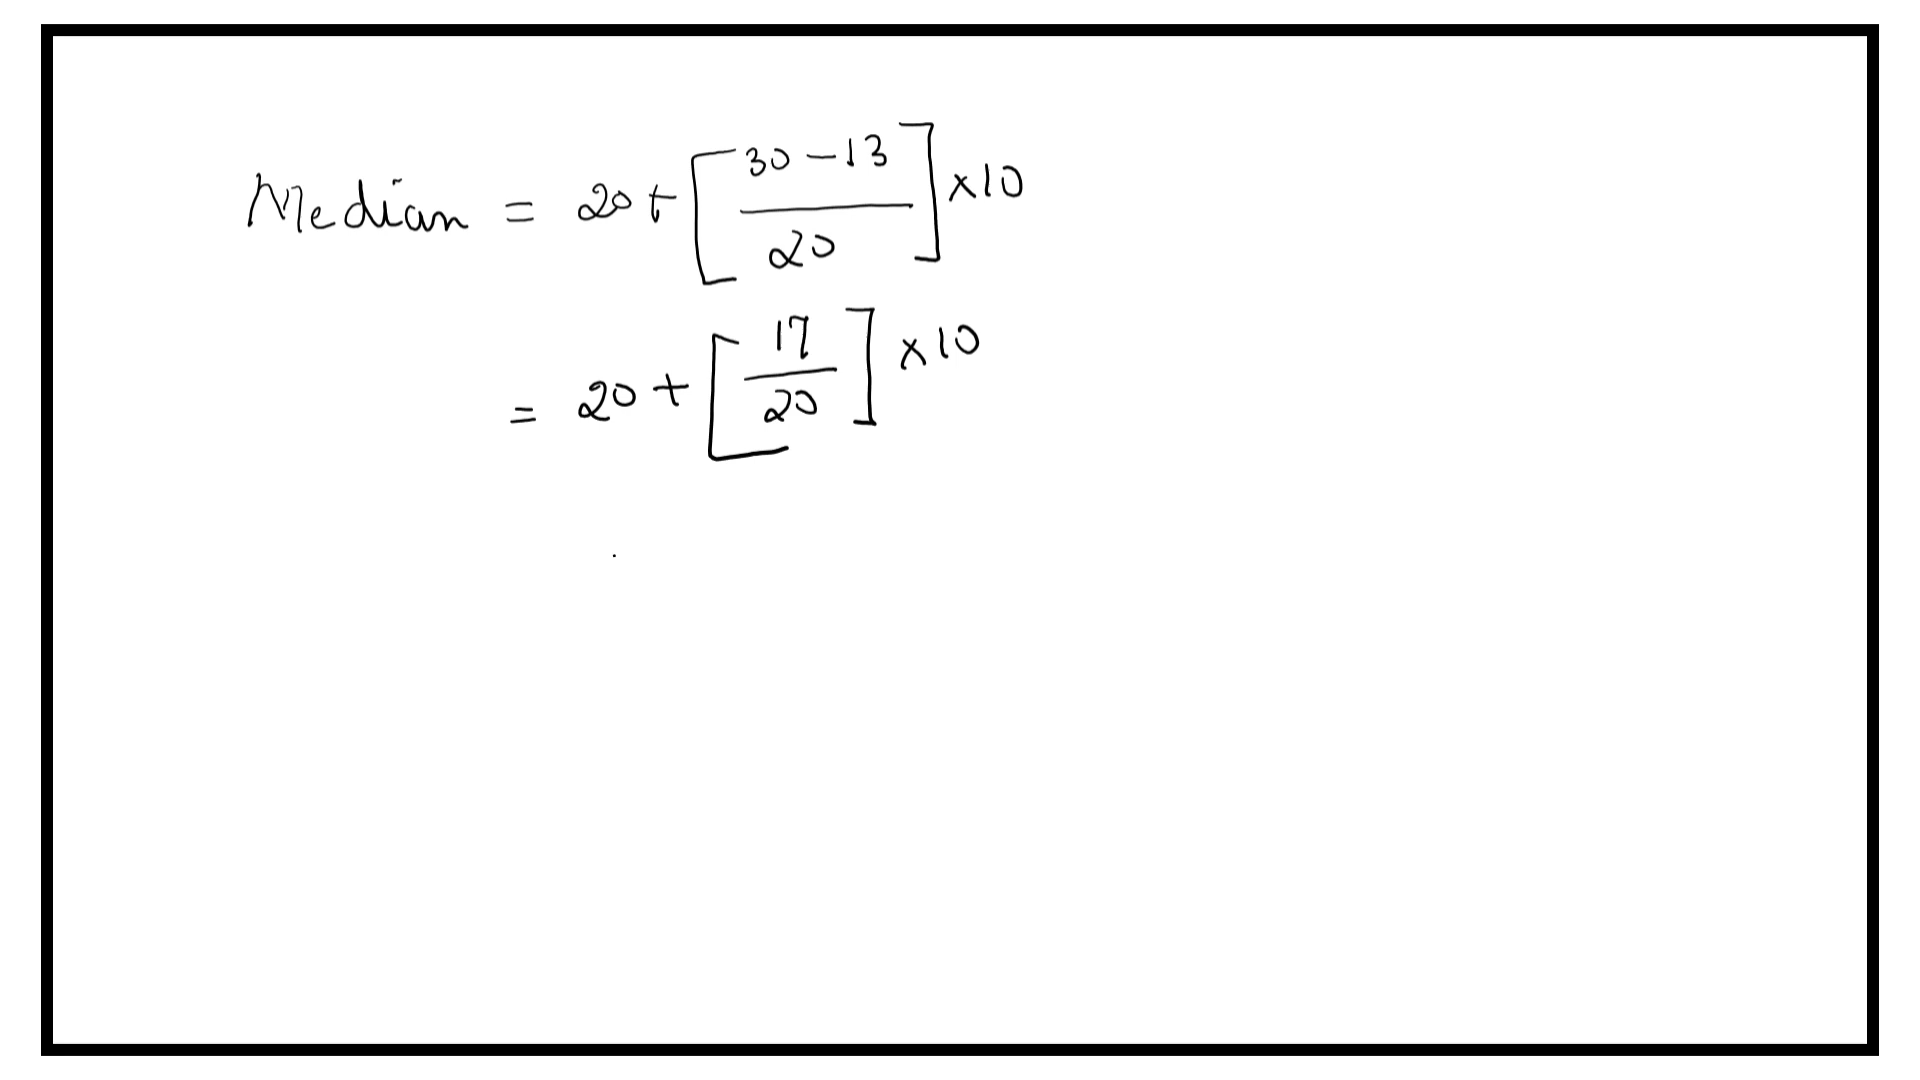 Median = 20 + [30 - 13 / 20] × 10
= 20 + [17 / 20] × 10